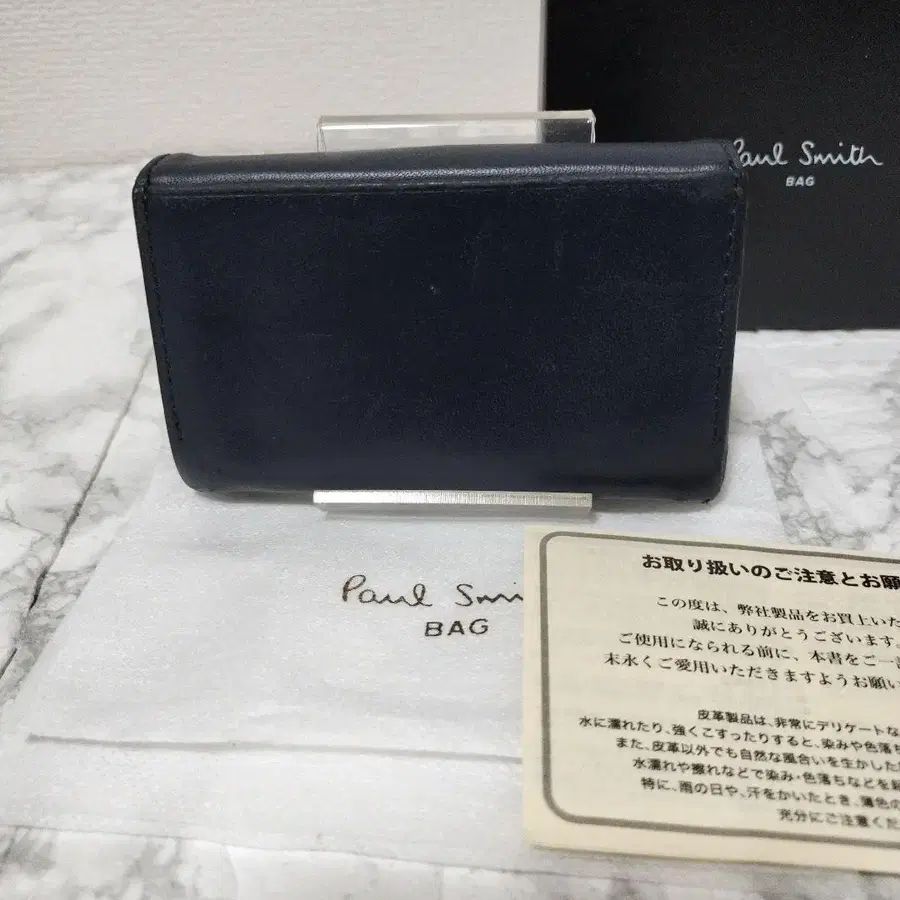 Paul Smith
BAG
Paul Smi
BAG
お取り扱いのご注意とお願
この度は、弊社製品をお買上いた
誠にありがとうございます。
ご使用になられる前に、本書をご一
末永くご愛用いただきますようお願い
皮革製品は、非常にデリケートな
水に濡れたり、強くこすったりすると、染みや色落ち
また、皮革以外でも自然な風合いを生かした
水濡れや擦れなどで染み・色落ちなどを起
特に、雨の日や、汗をかいたとき、薄色の
充分にご注意くだ